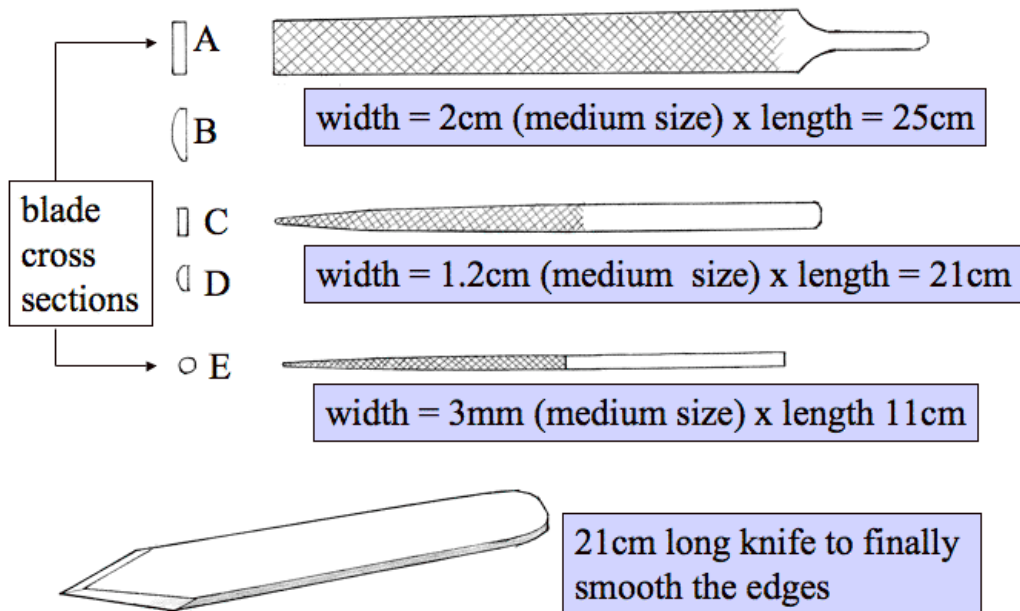 A
width = 2cm (medium size) x length = 25cm
B
blade
cross
sections
C
width = 1.2cm (medium size) x length = 21cm
D
E
width = 3mm (medium size) x length 11cm
21cm long knife to finally
smooth the edges